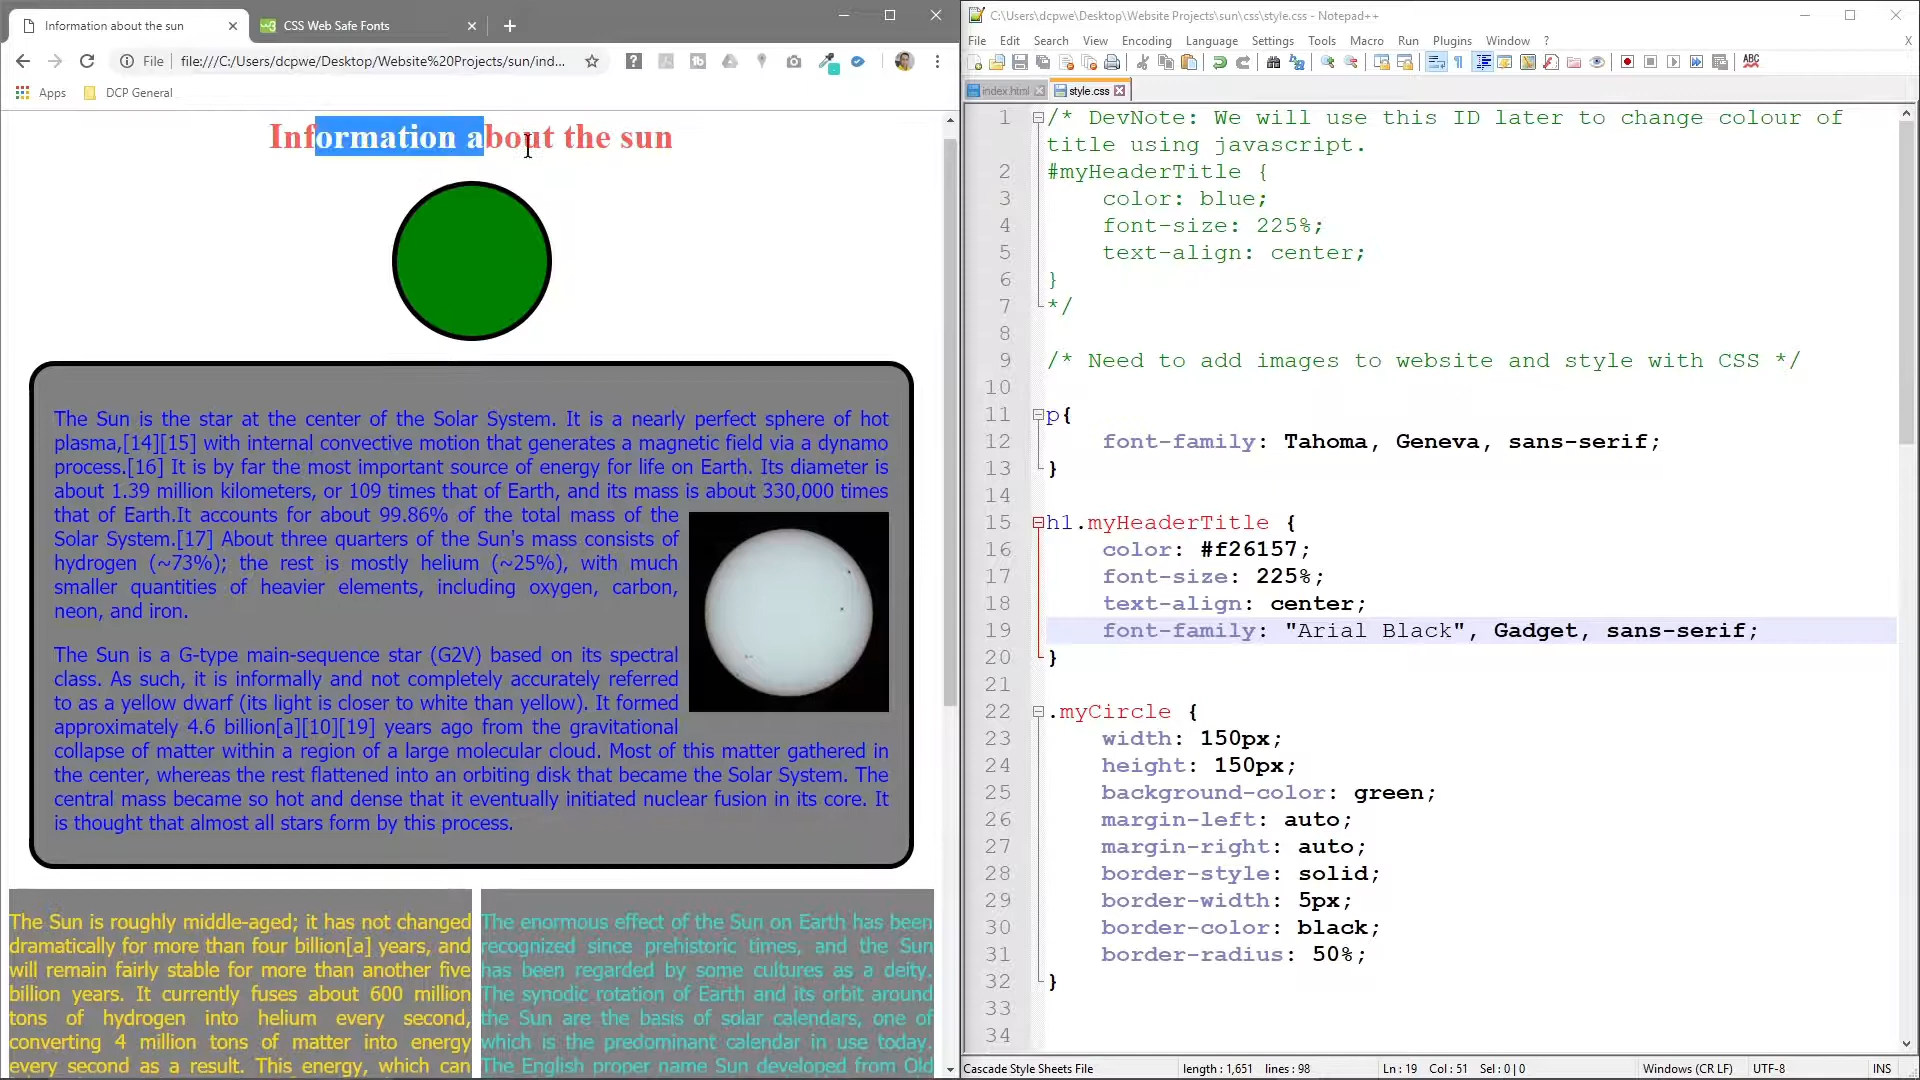 Information about the sun
CSS Web Safe Fonts
File
file:///C:/Users/dcpwe/Desktop/Website%20Projects/sun/ind...
Apps
DCP General
Information about the sun
The Sun is the star at the center of the Solar System. It is a nearly perfect sphere of hot
plasma,[14][15] with internal convective motion that generates a magnetic field via a dynamo
process.[16] It is by far the most important source of energy for life on Earth. Its diameter is
about 1.39 million kilometers, or 109 times that of Earth, and its mass is about 330,000 times
that of Earth.It accounts for about 99.86% of the total mass of the
Solar System.[17] About three quarters of the Sun's mass consists of
hydrogen (~73%); the rest is mostly helium (~25%), with much
smaller quantities of heavier elements, including oxygen, carbon,
neon, and iron.
The Sun is a G-type main-sequence star (G2V) based on its spectral
class. As such, it is informally and not completely accurately referred
to as a yellow dwarf (its light is closer to white than yellow). It formed
approximately 4.6 billion[a][10][19] years ago from the gravitational
collapse of matter within a region of a large molecular cloud. Most of this matter gathered in
the center, whereas the rest flattened into an orbiting disk that became the Solar System. The
central mass became so hot and dense that it eventually initiated nuclear fusion in its core. It
is thought that almost all stars form by this process.
The Sun is roughly middle-aged; it has not changed
dramatically for more than four billion[a] years, and
will remain fairly stable for more than another five
billion years. It currently fuses about 600 million
tons of hydrogen into helium every second,
converting 4 million tons of matter into energy
every second as a result. This energy, which can
The enormous effect of the Sun on Earth has been
recognized since prehistoric times, and the Sun
has been regarded by some cultures as a deity.
The synodic rotation of Earth and its orbit around
the Sun are the basis of solar calendars, one of
which is the predominant calendar in use today.
The English proper name Sun developed from Old
C:\Users\dcpwe\Desktop\Website Projects\sun\css\style.css - Notepad++
File Edit Search View Encoding Language Settings Tools Macro Run Plugins Window ? X
ABC
index.html
style.css
1 /* DevNote: We will use this ID later to change colour of
title using javascript.
2 #myHeaderTitle {
3 color: blue;
4 font-size: 225%;
5 text-align: center;
6 }
7 */
8
9 /* Need to add images to website and style with CSS */
10
11 p{
12 font-family: Tahoma, Geneva, sans-serif;
13 }
14
15 h1.myHeaderTitle {
16 color: #f26157;
17 font-size: 225%;
18 text-align: center;
19 font-family: "Arial Black", Gadget, sans-serif;
20 }
21
22 .myCircle {
23 width: 150px;
24 height: 150px;
25 background-color: green;
26 margin-left: auto;
27 margin-right: auto;
28 border-style: solid;
29 border-width: 5px;
30 border-color: black;
31 border-radius: 50%;
32 }
33
34
Cascade Style Sheets File length : 1,651 lines : 98 Ln : 19 Col : 51 Sel : 0 | 0 Windows (CR LF) UTF-8 INS